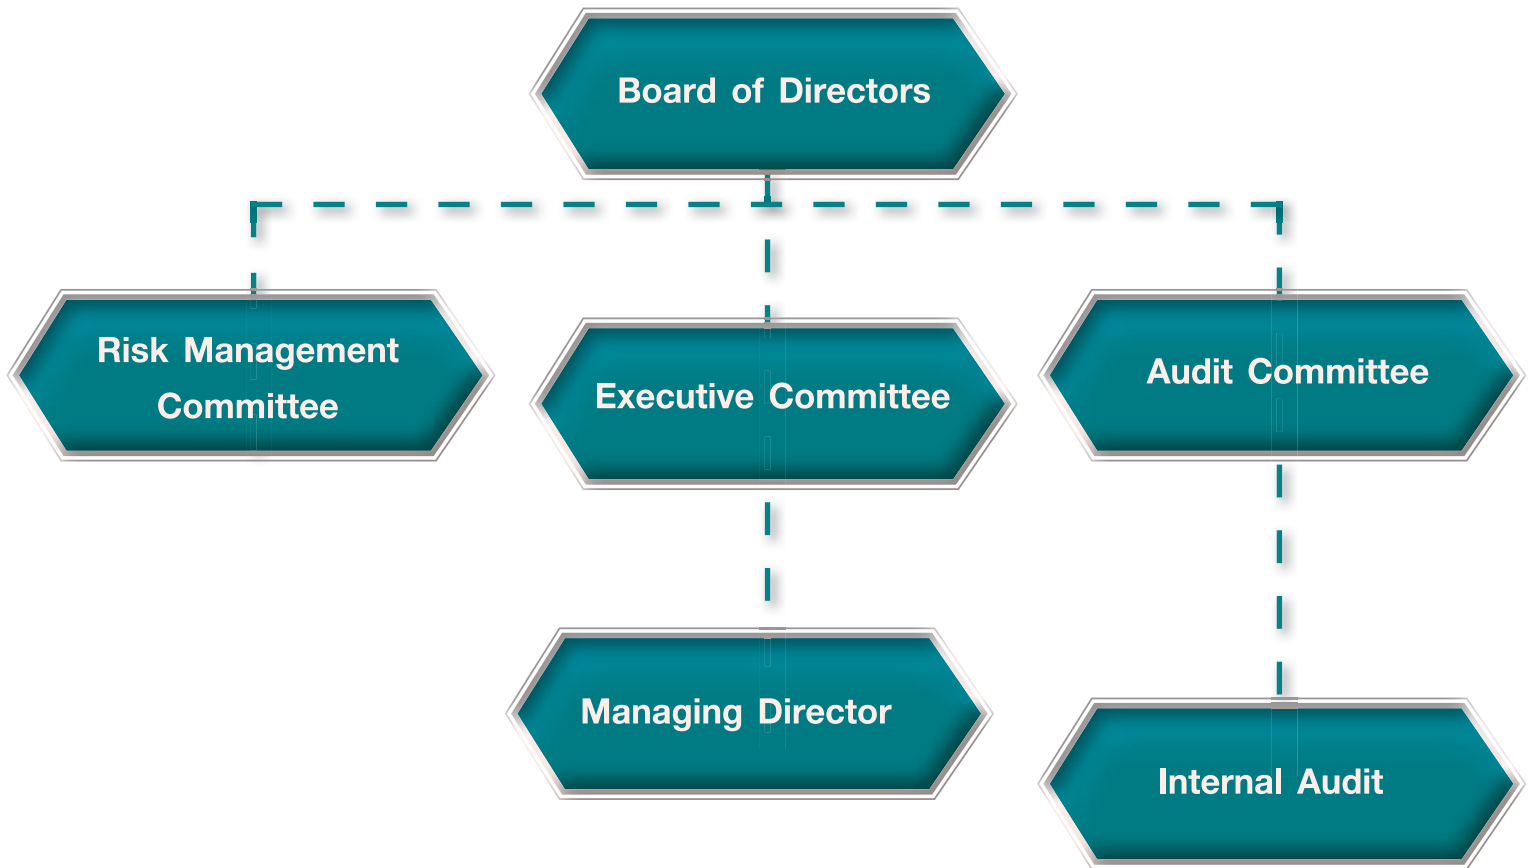 Board of Directors
Risk Management
Committee
Executive Committee
Audit Committee
Managing Director
Internal Audit